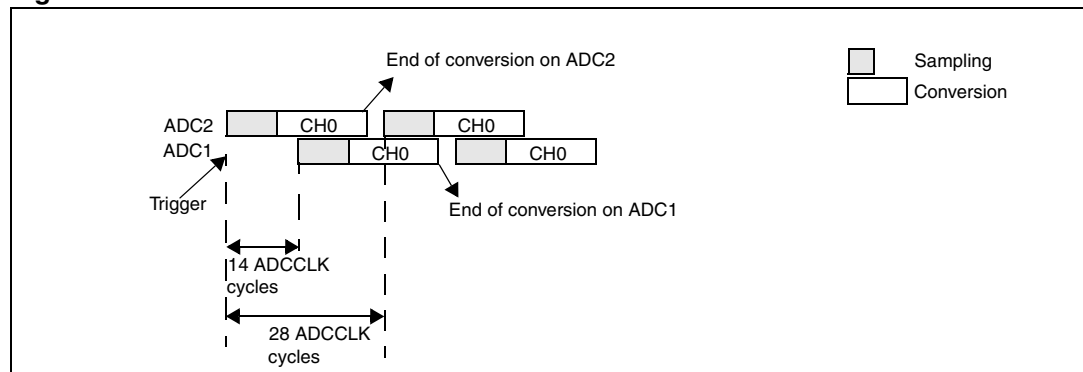 End of conversion on ADC2
Sampling
Conversion
ADC2
CH0
CH0
ADC1
CH0
CH0
Trigger
End of conversion on ADC1
14 ADCCLK
cycles
28 ADCCLK
cycles